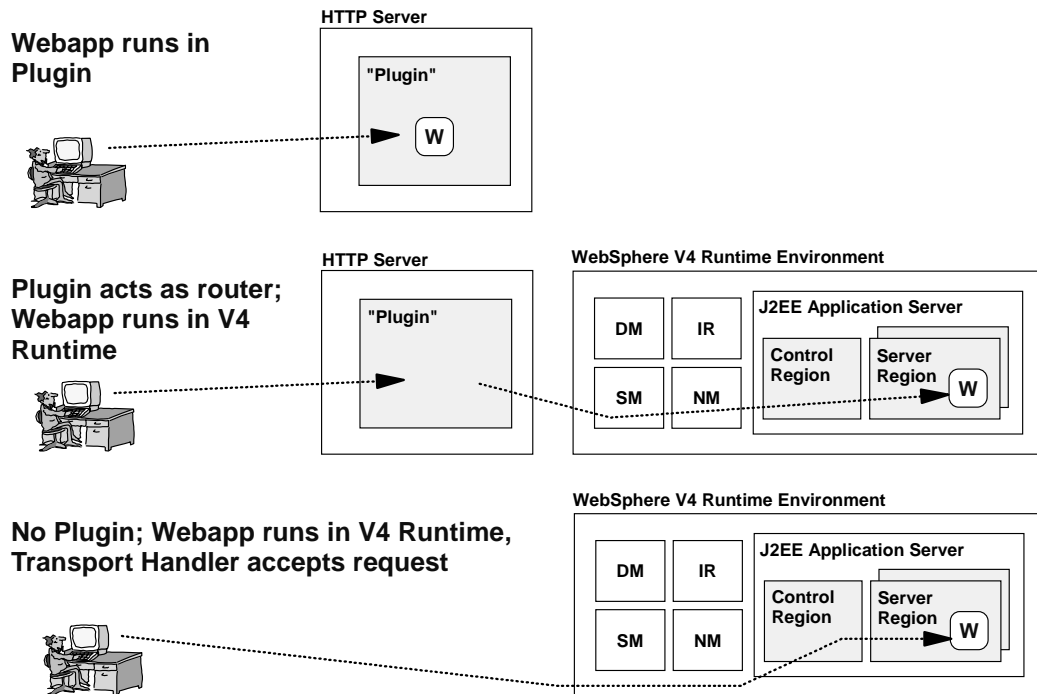 HTTP Server
Webapp runs in
Plugin
"Plugin"
W
HTTP Server
WebSphere V4 Runtime Environment
Plugin acts as router;
Webapp runs in V4
Runtime
"Plugin"
DM
IR
SM
NM
J2EE Application Server
Control
Region
Server
Region
W
WebSphere V4 Runtime Environment
No Plugin; Webapp runs in V4 Runtime,
Transport Handler accepts request
DM
IR
SM
NM
J2EE Application Server
Control
Region
Server
Region
W